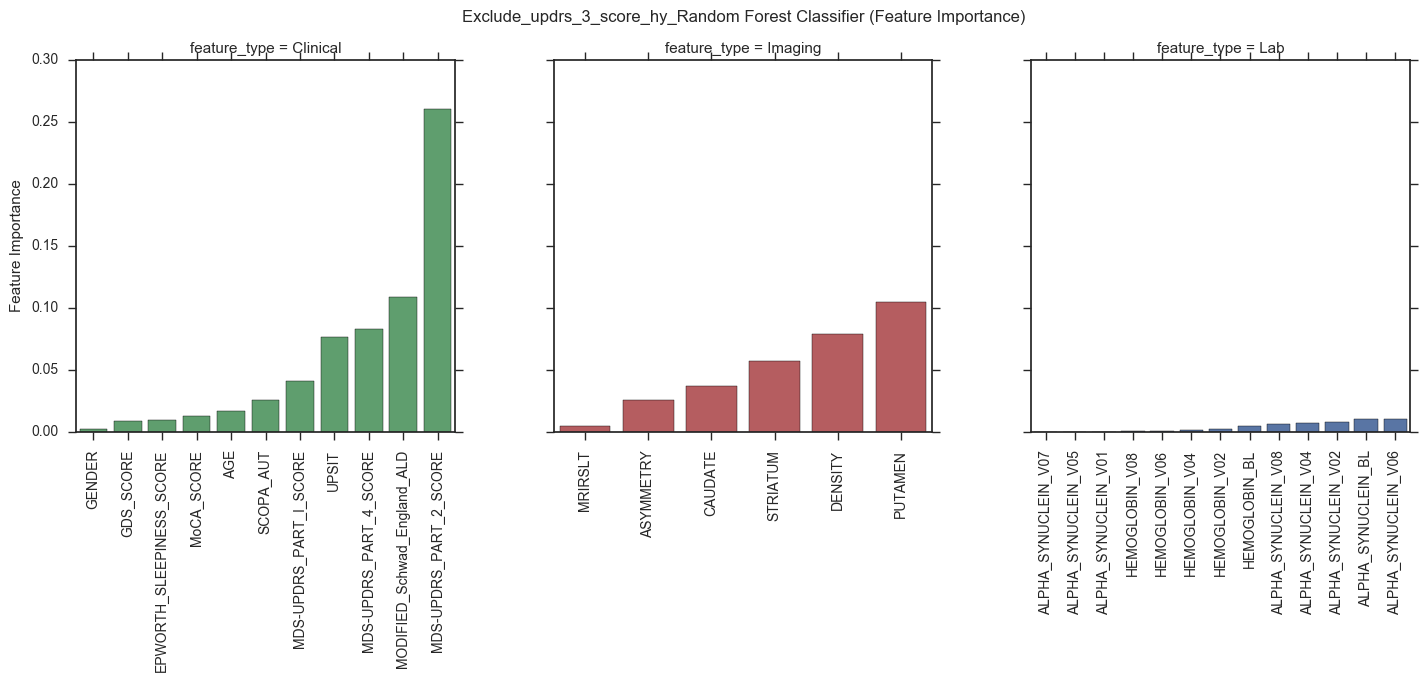 Exclude_updrs_3_score_hy_Random Forest Classifier (Feature Importance)
feature_type = Clinical
feature_type = Imaging
feature_type = Lab
Feature Importance
0.30
0.25
0.20
0.15
0.10
0.05
0.00
GENDER
GDS_SCORE
EPWORTH_SLEEPINESS_SCORE
MoCA_SCORE
AGE
SCOPA_AUT
MDS-UPDRS_PART_I_SCORE
UPSIT
MDS-UPDRS_PART_4_SCORE
MODIFIED_Schwad_England_ALD
MDS-UPDRS_PART_2_SCORE
MRIRSLT
ASYMMETRY
CAUDATE
STRIATUM
DENSITY
PUTAMEN
ALPHA_SYNUCLEIN_V07
ALPHA_SYNUCLEIN_V05
ALPHA_SYNUCLEIN_V01
HEMOGLOBIN_V08
HEMOGLOBIN_V06
HEMOGLOBIN_V04
HEMOGLOBIN_V02
HEMOGLOBIN_BL
ALPHA_SYNUCLEIN_V08
ALPHA_SYNUCLEIN_V04
ALPHA_SYNUCLEIN_V02
ALPHA_SYNUCLEIN_BL
ALPHA_SYNUCLEIN_V06